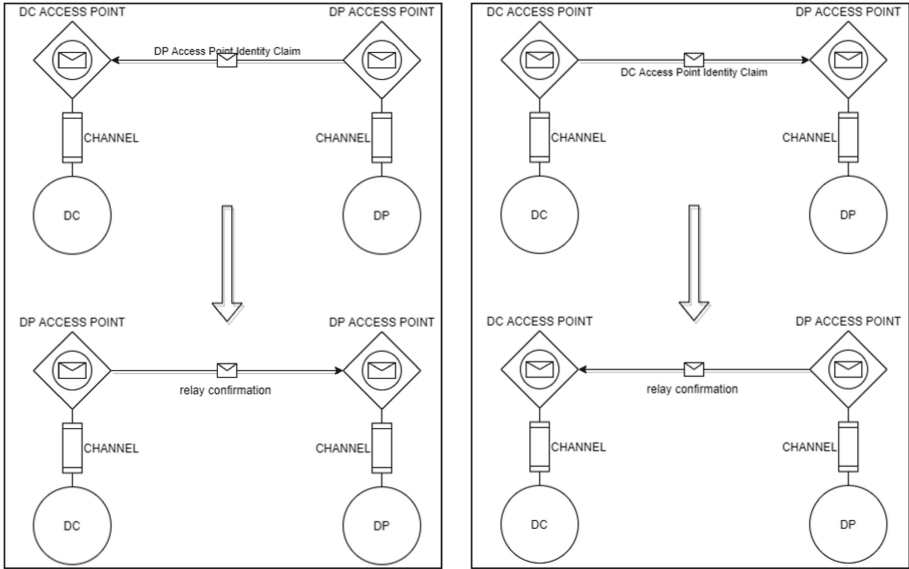 DC ACCESS POINT
DP ACCESS POINT
DP Access Point Identity Claim
CHANNEL
CHANNEL
DC
DP
DP ACCESS POINT
DP ACCESS POINT
relay confirmation
CHANNEL
CHANNEL
DC
DP
DC ACCESS POINT
DP ACCESS POINT
DC Access Point Identity Claim
CHANNEL
CHANNEL
DC
DP
DC ACCESS POINT
DP ACCESS POINT
relay confirmation
CHANNEL
CHANNEL
DC
DP